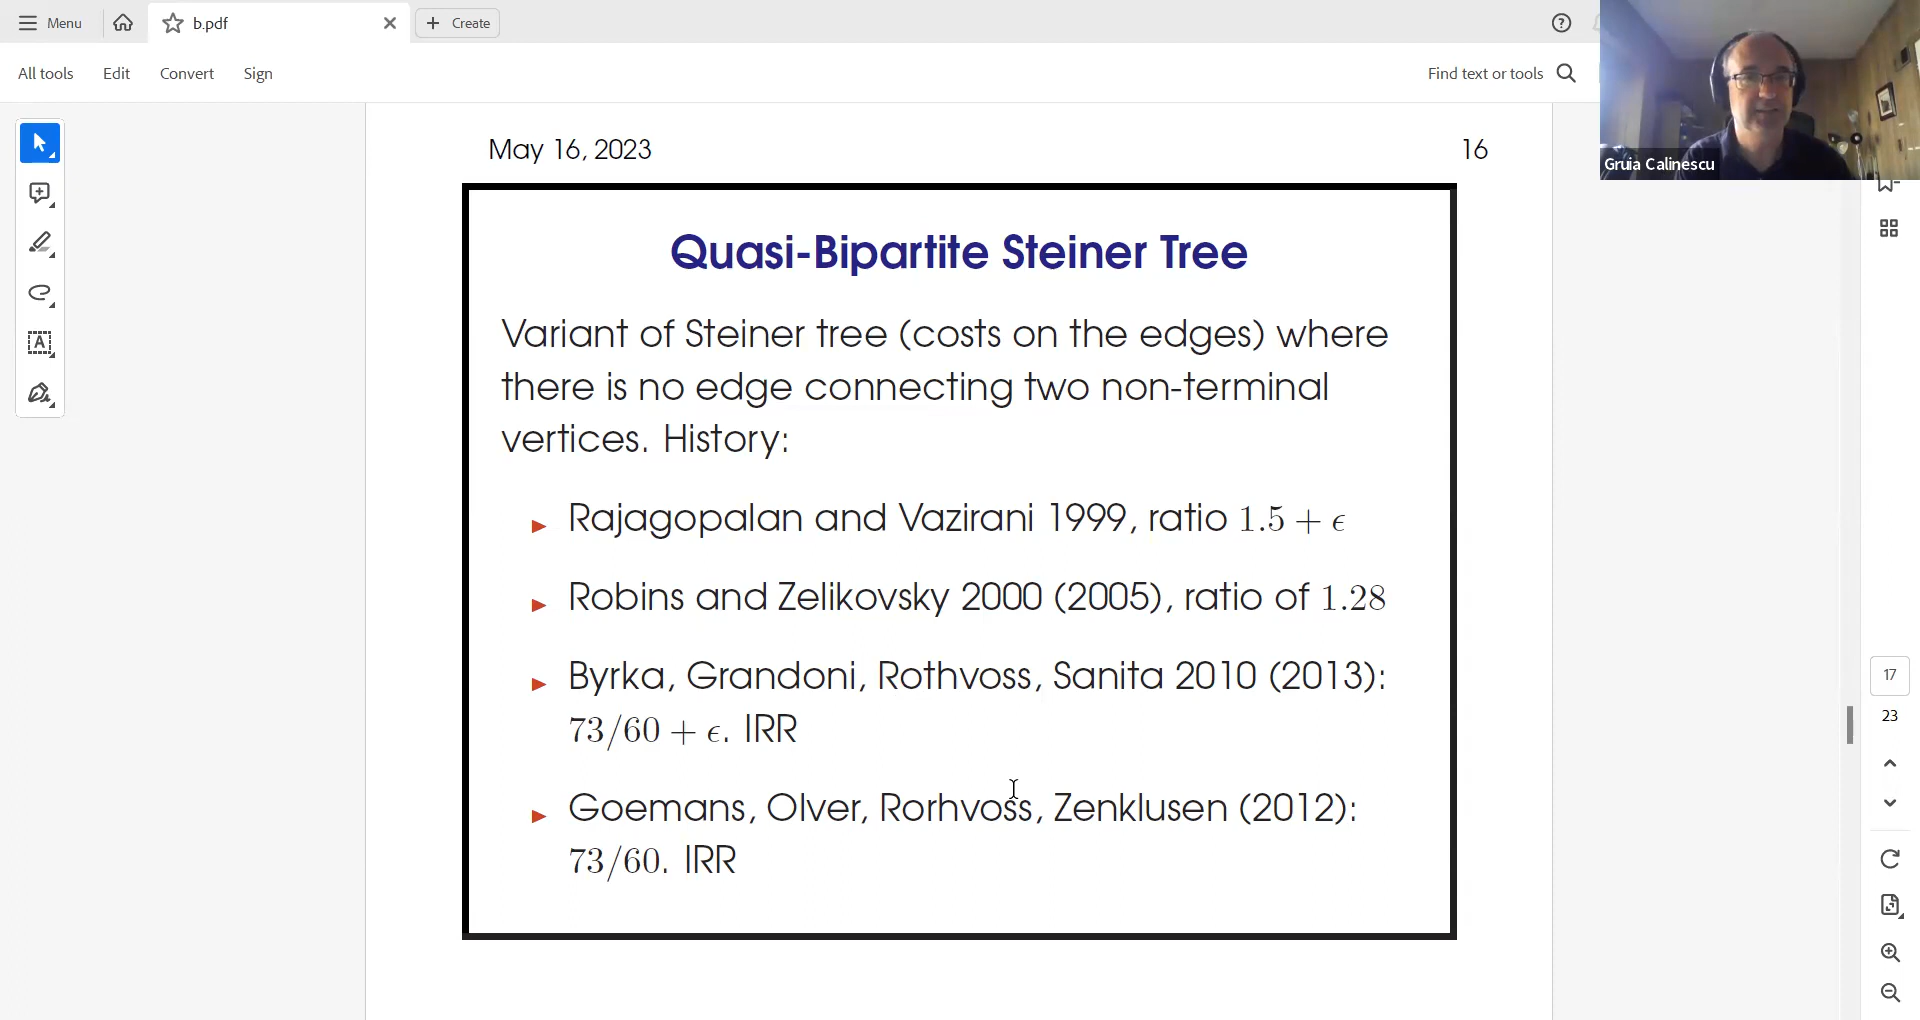 Menu
b.pdf
Create
All tools Edit Convert Sign
Find text or tools
Gruia Calinescu
May 16, 2023 16
Quasi-Bipartite Steiner Tree
Variant of Steiner tree (costs on the edges) where
there is no edge connecting two non-terminal
vertices. History:
► Rajagopalan and Vazirani 1999, ratio 1.5 + ϵ
► Robins and Zelikovsky 2000 (2005), ratio of 1.28
► Byrka, Grandoni, Rothvoss, Sanita 2010 (2013):
73/60 + ϵ. IRR
► Goemans, Olver, Rorhvoss, Zenklusen (2012):
73/60. IRR
17
23